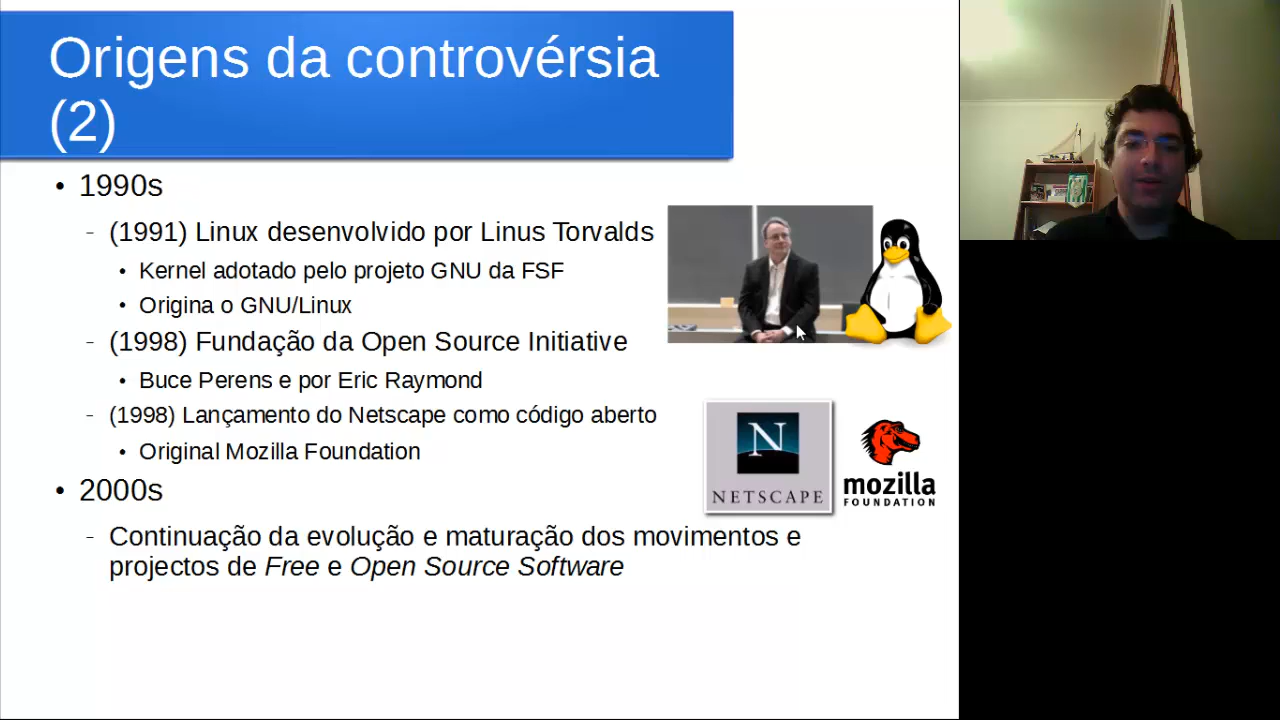 Origens da controvérsia
(2)
• 1990s
– (1991) Linux desenvolvido por Linus Torvalds
• Kernel adotado pelo projeto GNU da FSF
• Origina o GNU/Linux
– (1998) Fundação da Open Source Initiative
• Buce Perens e por Eric Raymond
– (1998) Lançamento do Netscape como código aberto
• Original Mozilla Foundation
N
NETSCAPE
mozilla
FOUNDATION
• 2000s
– Continuação da evolução e maturação dos movimentos e
projectos de Free e Open Source Software